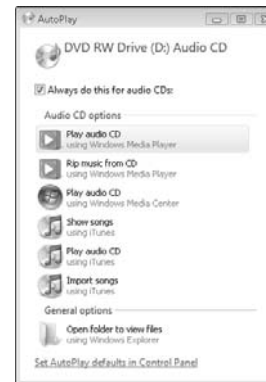 AutoPlay
DVD RW Drive (D:) Audio CD
Always do this for audio CDs:
Audio CD options
Play audio CD
using Windows Media Player
Rip music from CD
using Windows Media Player
Play audio CD
using Windows Media Center
Show songs
using iTunes
Play audio CD
using iTunes
Import songs
using iTunes
General options
Open folder to view files
using Windows Explorer
Set AutoPlay defaults in Control Panel